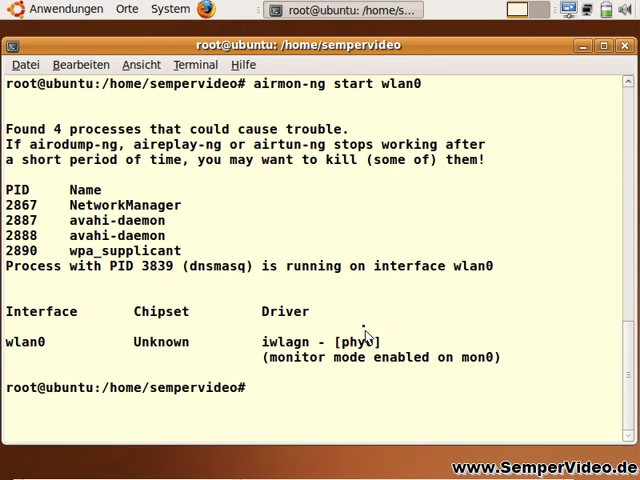 Anwendungen Orte System root@ubuntu: /home/s...
root@ubuntu: /home/sempervideo
Datei Bearbeiten Ansicht Terminal Hilfe
root@ubuntu:/home/sempervideo# airmon-ng start wlan0
Found 4 processes that could cause trouble.
If airodump-ng, aireplay-ng or airtun-ng stops working after
a short period of time, you may want to kill (some of) them!
PID Name
2867 NetworkManager
2887 avahi-daemon
2888 avahi-daemon
2890 wpa_supplicant
Process with PID 3839 (dnsmasq) is running on interface wlan0
Interface Chipset Driver
wlan0 Unknown iwlagn -
(monitor mode enabled on mon0)
root@ubuntu:/home/sempervideo#
www.SemperVideo.de